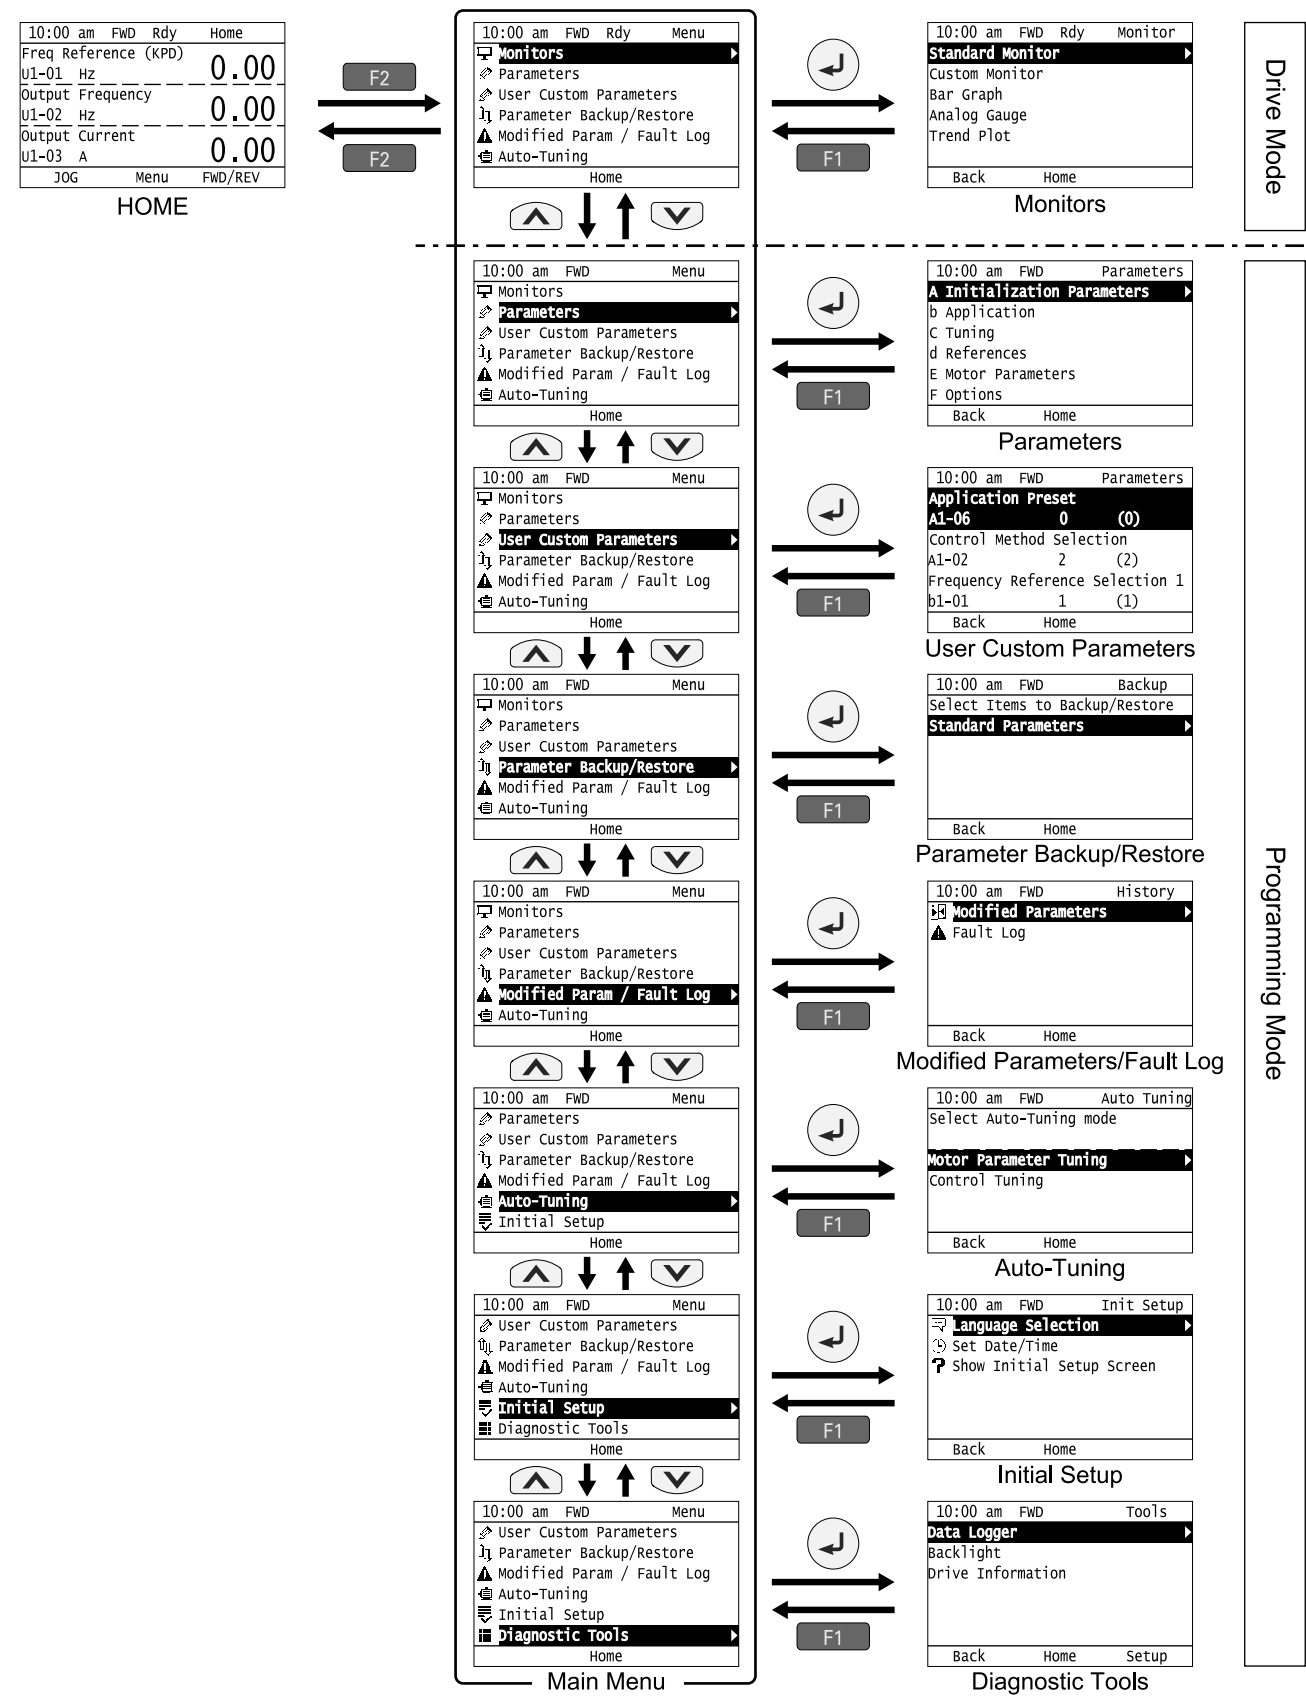 10:00 am FWD Rdy Home
Freq Reference (KPD)
U1-01 Hz 0.00
Output Frequency
U1-02 Hz 0.00
Output Current
U1-03 A 0.00
JOG Menu FWD/REV
HOME
F2
F2
10:00 am FWD Rdy Menu
Monitors
Parameters
User Custom Parameters
Parameter Backup/Restore
Modified Param / Fault Log
Auto-Tuning
Home
F1
10:00 am FWD Rdy Monitor
Standard Monitor
Custom Monitor
Bar Graph
Analog Gauge
Trend Plot
Back Home
Monitors
Drive Mode
10:00 am FWD Menu
Monitors
Parameters
User Custom Parameters
Parameter Backup/Restore
Modified Param / Fault Log
Auto-Tuning
Home
F1
10:00 am FWD Parameters
A Initialization Parameters
b Application
C Tuning
d References
E Motor Parameters
F Options
Back Home
Parameters
10:00 am FWD Menu
Monitors
Parameters
User Custom Parameters
Parameter Backup/Restore
Modified Param / Fault Log
Auto-Tuning
Home
F1
10:00 am FWD Parameters
Application Preset
A1-06 0 (0)
Control Method Selection
A1-02 2 (2)
Frequency Reference Selection 1
b1-01 1 (1)
Back Home
User Custom Parameters
10:00 am FWD Menu
Monitors
Parameters
User Custom Parameters
Parameter Backup/Restore
Modified Param / Fault Log
Auto-Tuning
Home
F1
10:00 am FWD Backup
Select Items to Backup/Restore
Standard Parameters
Back Home
Parameter Backup/Restore
10:00 am FWD Menu
Monitors
Parameters
User Custom Parameters
Parameter Backup/Restore
Modified Param / Fault Log
Auto-Tuning
Home
F1
10:00 am FWD History
Modified Parameters
Fault Log
Back Home
Modified Parameters/Fault Log
10:00 am FWD Menu
Parameters
User Custom Parameters
Parameter Backup/Restore
Modified Param / Fault Log
Auto-Tuning
Initial Setup
Home
F1
10:00 am FWD Auto Tuning
Select Auto-Tuning mode
Motor Parameter Tuning
Control Tuning
Back Home
Auto-Tuning
10:00 am FWD Menu
User Custom Parameters
Parameter Backup/Restore
Modified Param / Fault Log
Auto-Tuning
Initial Setup
Diagnostic Tools
Home
F1
10:00 am FWD Init Setup
Language Selection
Set Date/Time
Show Initial Setup Screen
Back Home
Initial Setup
10:00 am FWD Menu
User Custom Parameters
Parameter Backup/Restore
Modified Param / Fault Log
Auto-Tuning
Initial Setup
Diagnostic Tools
Home
Main Menu
F1
10:00 am FWD Tools
Data Logger
Backlight
Drive Information
Back Home Setup
Diagnostic Tools
Programming Mode